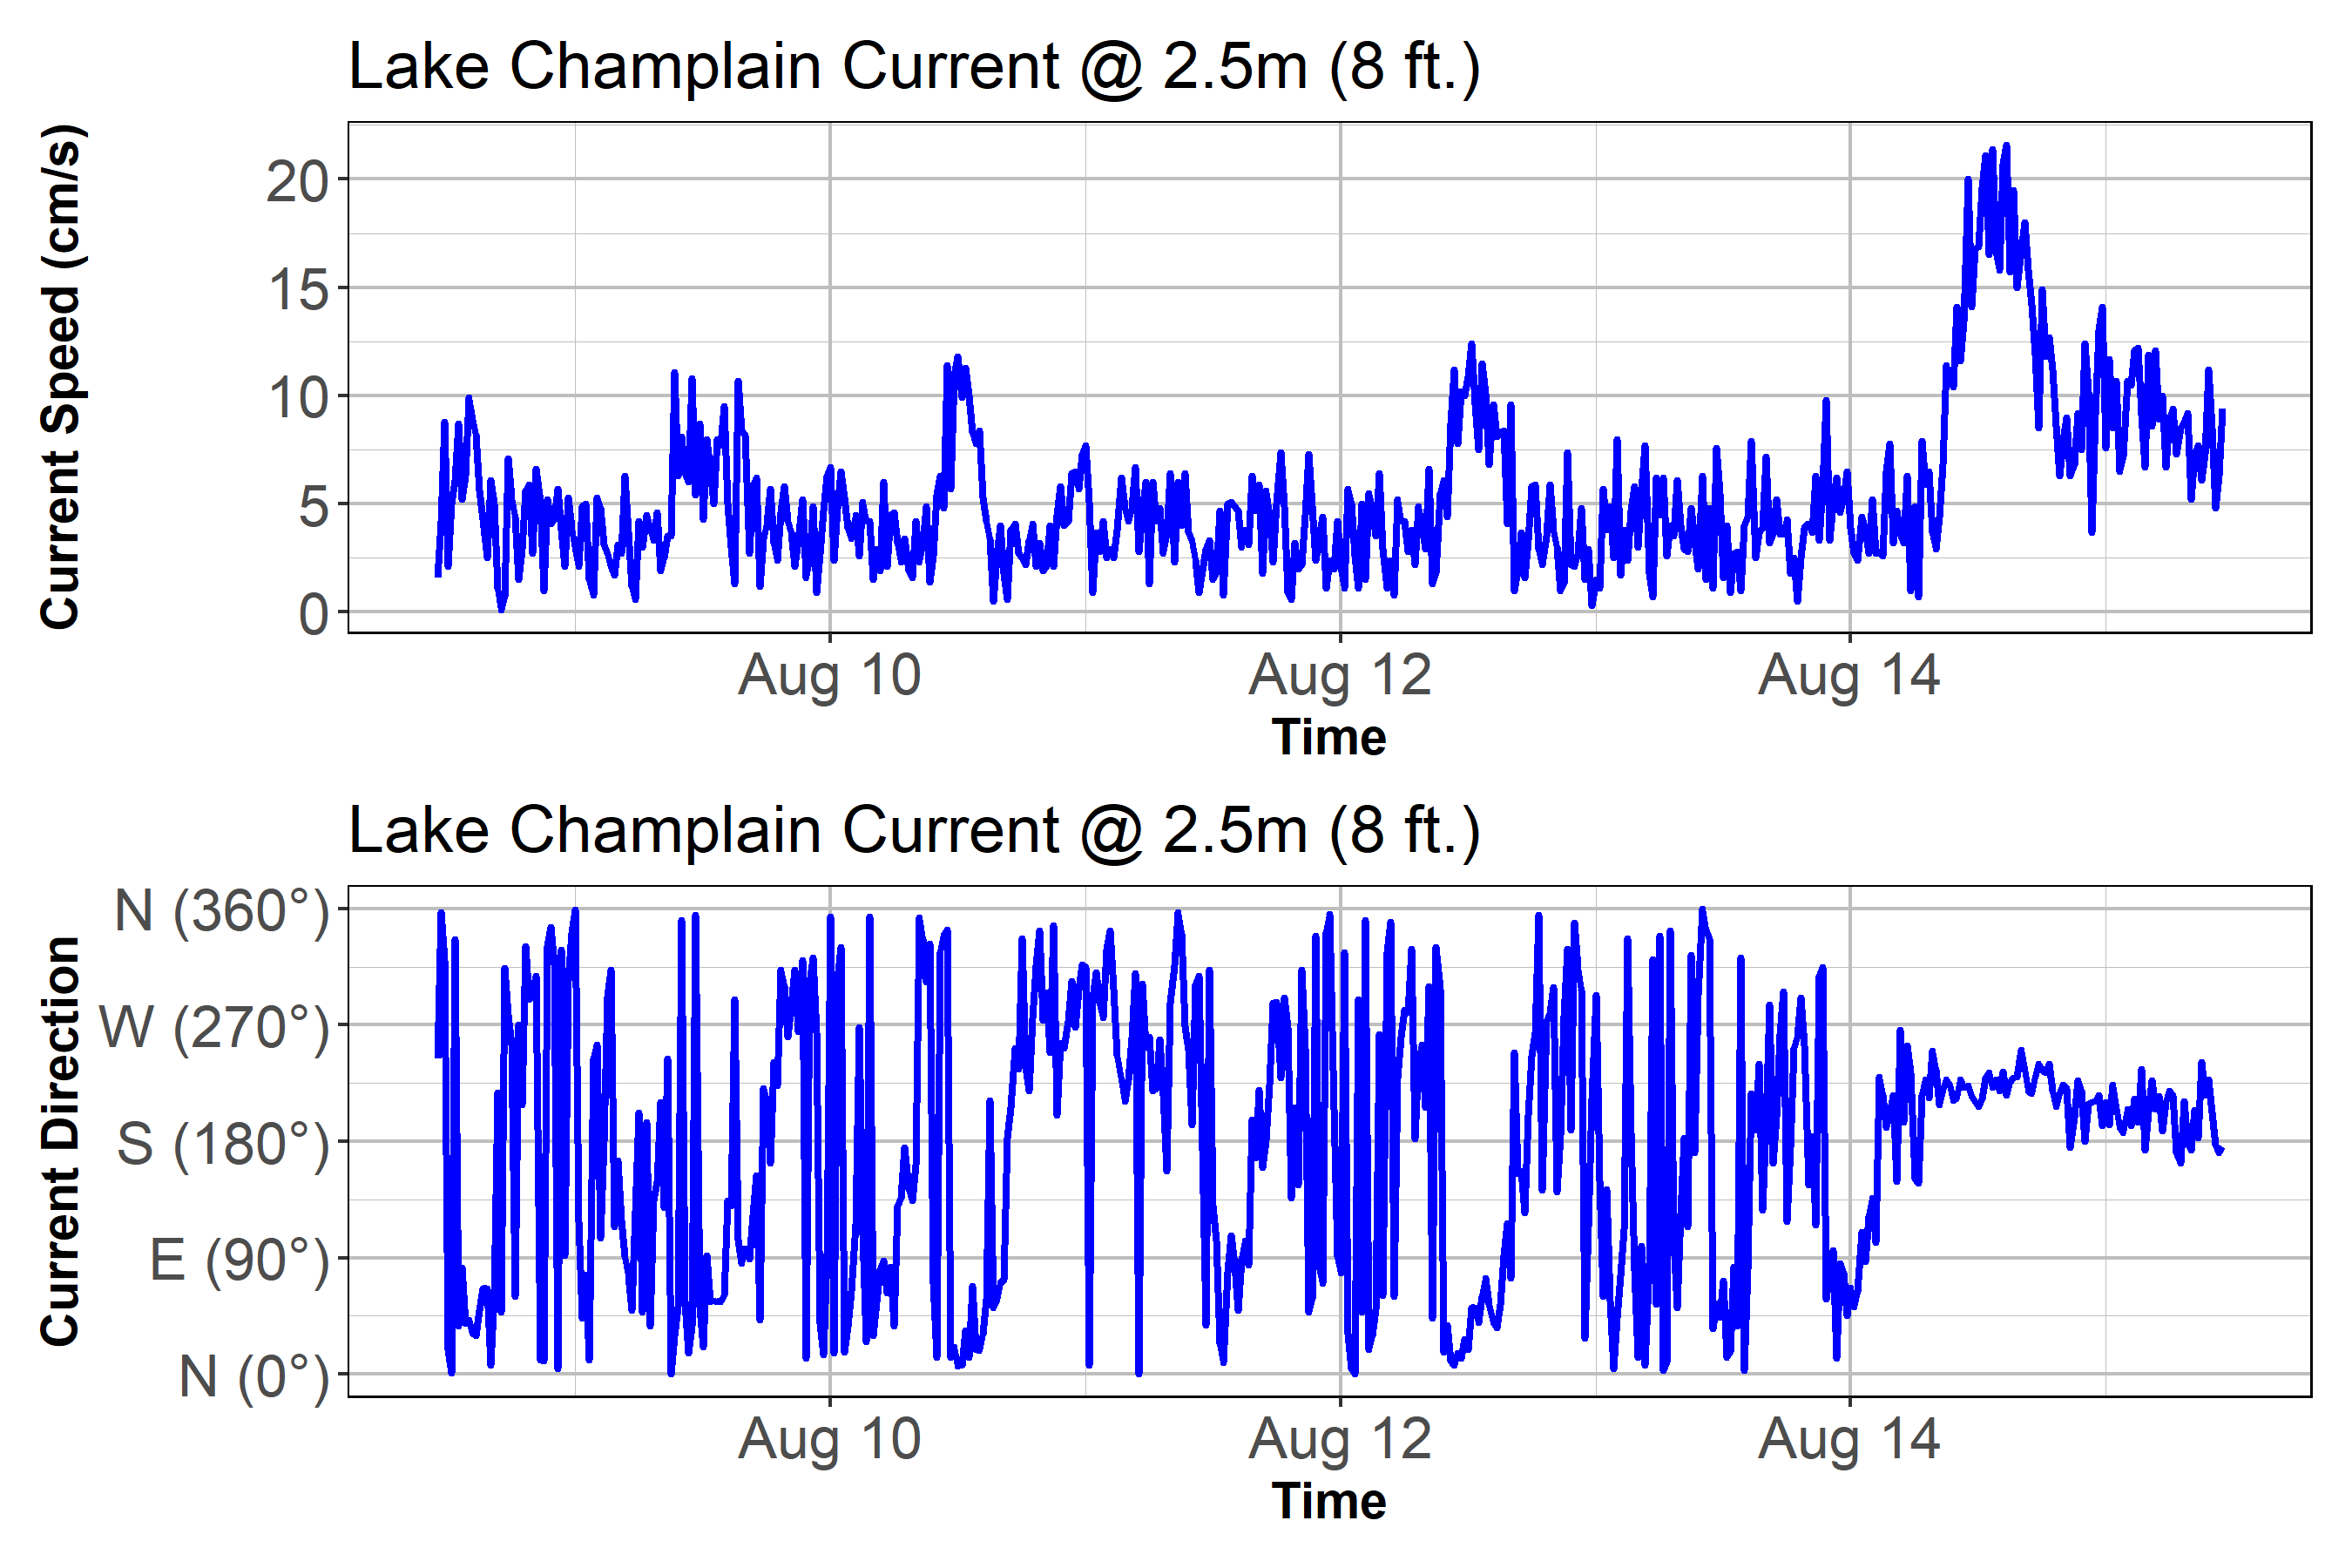 Lake Champlain Current @ 2.5m (8 ft.)
Current Speed (cm/s)
20
15
10
5
0
Aug 10 Aug 12 Aug 14
Time
Lake Champlain Current @ 2.5m (8 ft.)
Current Direction
N (360°)
W (270°)
S (180°)
E (90°)
N (0°)
Aug 10 Aug 12 Aug 14
Time